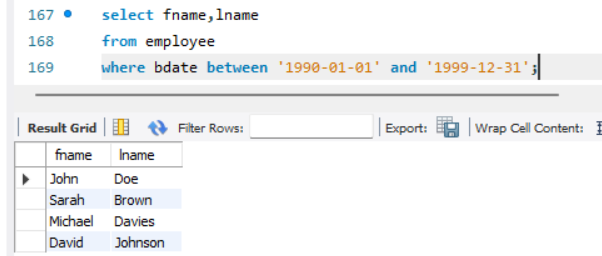 167 select fname,lname
168 from employee
169 where bdate between '1990-01-01' and '1999-12-31';
Result Grid Filter Rows: Export: Wrap Cell Content:
fname lname
John Doe
Sarah Brown
Michael Davies
David Johnson